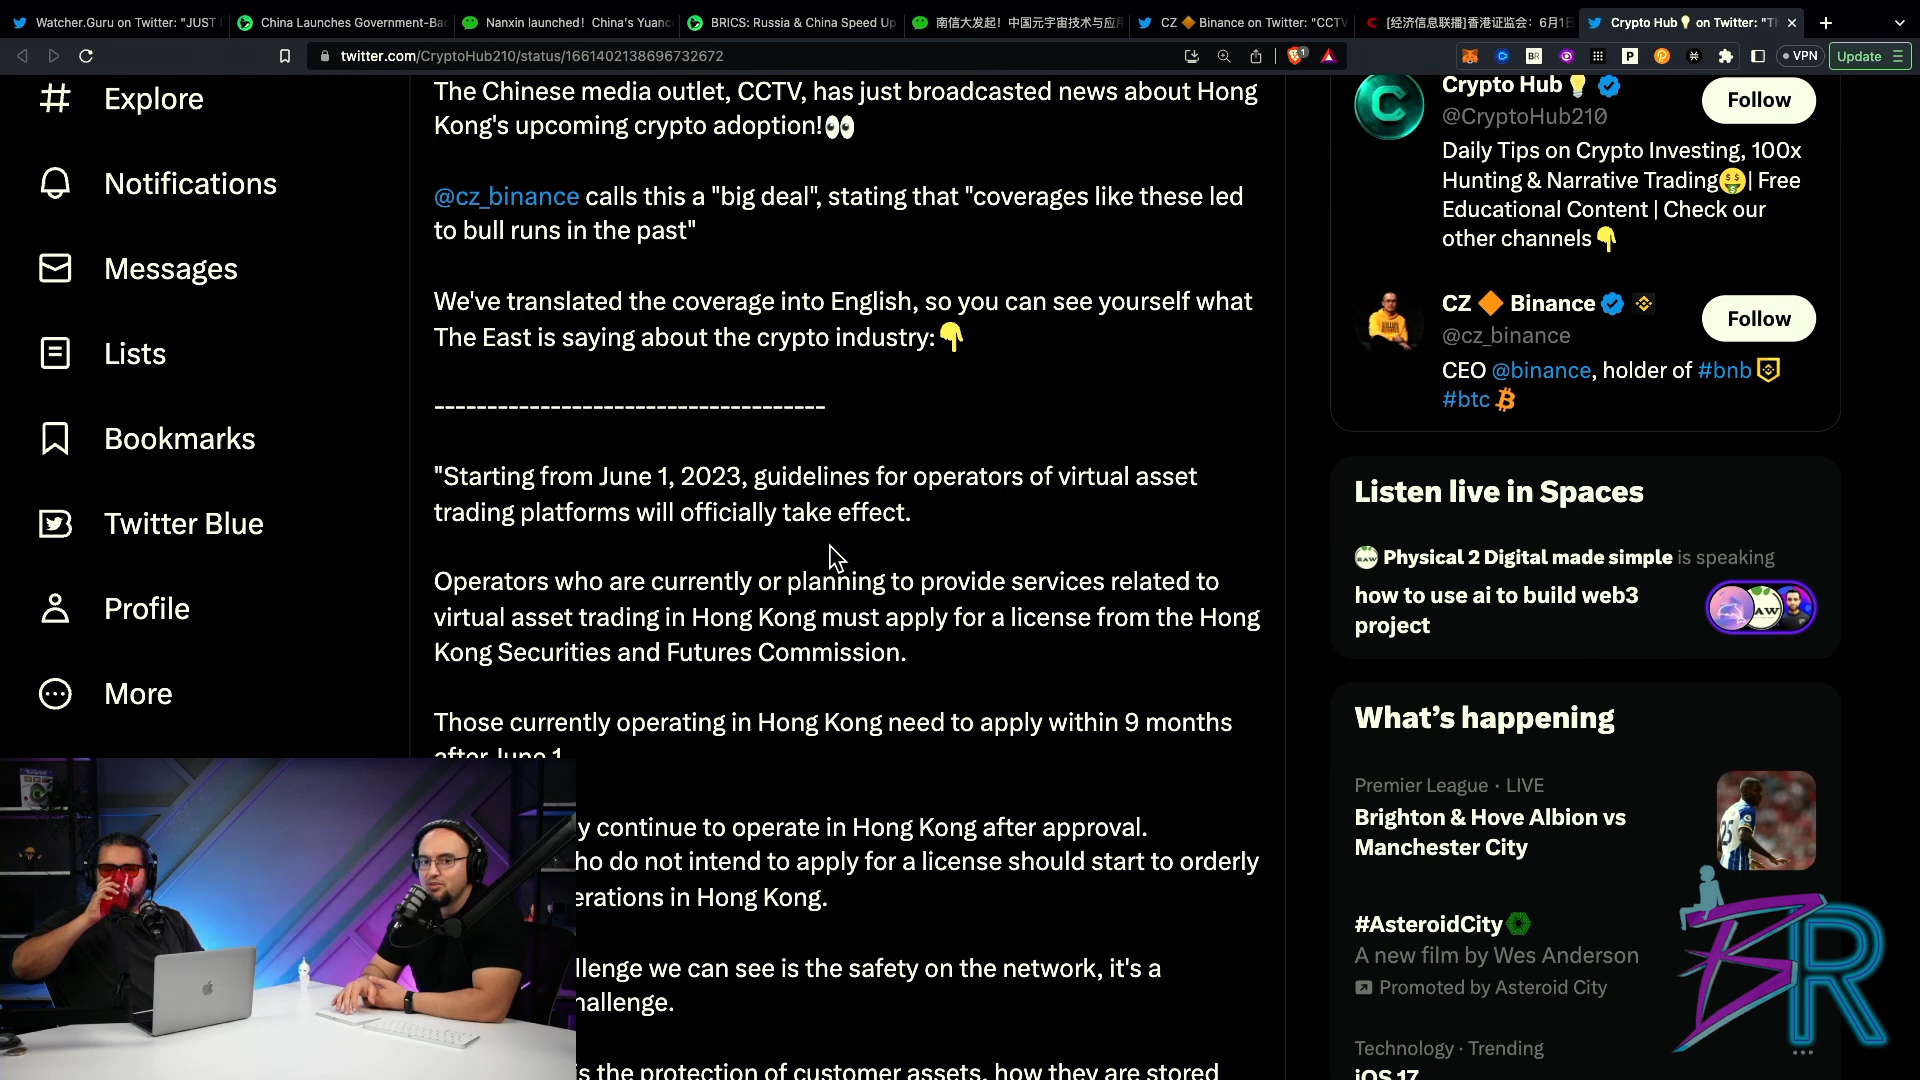 Watcher.Guru on Twitter: "JUST
China Launches Government-Bac
Nanxin launched! China's Yuanc
BRICS: Russia & China Speed Up
南信大发起！中国元宇宙技术与应用
CZ 🔶 Binance on Twitter: "CCTV
[经济信息联播]香港证监会：6月1日
Crypto Hub💡 on Twitter: "Th
twitter.com/CryptoHub210/status/1661402138696732672
VPN
Update
Explore
Notifications
Messages
Lists
Bookmarks
Twitter Blue
Profile
More
The Chinese media outlet, CCTV, has just broadcasted news about Hong
Kong's upcoming crypto adoption!👀
@cz_binance calls this a "big deal", stating that "coverages like these led
to bull runs in the past"
We've translated the coverage into English, so you can see yourself what
The East is saying about the crypto industry:👇
-------------------------------------
"Starting from June 1, 2023, guidelines for operators of virtual asset
trading platforms will officially take effect.
Operators who are currently or planning to provide services related to
virtual asset trading in Hong Kong must apply for a license from the Hong
Kong Securities and Futures Commission.
Those currently operating in Hong Kong need to apply within 9 months
after June 1
y continue to operate in Hong Kong after approval.
ho do not intend to apply for a license should start to orderly
erations in Hong Kong.
llenge we can see is the safety on the network, it's a
hallenge.
is the protection of customer assets, how they are stored
Crypto Hub💡
@CryptoHub210
Follow
Daily Tips on Crypto Investing, 100x
Hunting & Narrative Trading🤑| Free
Educational Content | Check our
other channels👇
CZ 🔶 Binance
@cz_binance
Follow
CEO @binance, holder of #bnb
#btc
Listen live in Spaces
Physical 2 Digital made simple is speaking
how to use ai to build web3
project
What's happening
Premier League · LIVE
Brighton & Hove Albion vs
Manchester City
#AsteroidCity
A new film by Wes Anderson
Promoted by Asteroid City
Technology · Trending
iOS 17
BR